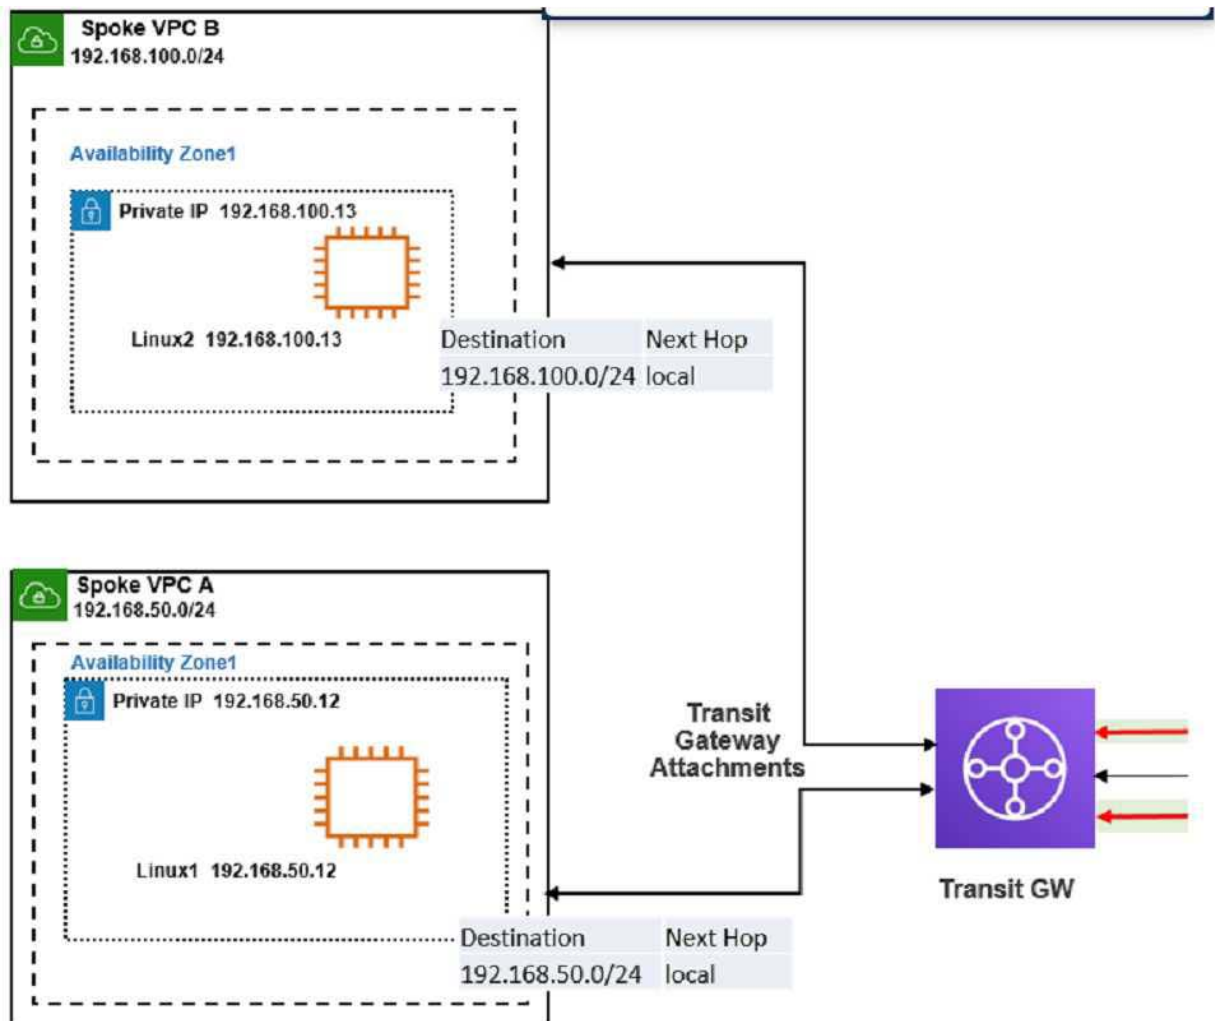 Spoke VPC B
192.168.100.0/24
Availability Zone1
Private IP 192.168.100.13
Linux2 192.168.100.13
Destination Next Hop
192.168.100.0/24 local
Spoke VPC A
192.168.50.0/24
Availability Zone1
Private IP 192.168.50.12
Linux1 192.168.50.12
Destination Next Hop
192.168.50.0/24 local
Transit
Gateway
Attachments
Transit GW